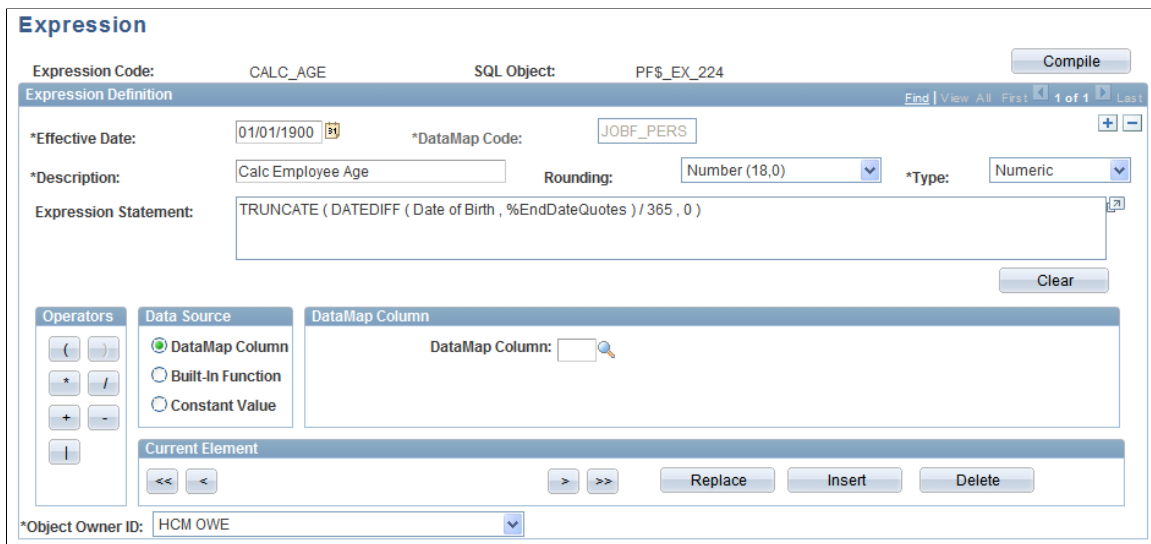 Expression
Expression Code: CALC_AGE SQL Object: PF$_EX_224 Compile
Expression Definition Find | View All First 1 of 1 Last
*Effective Date: 01/01/1900 31 *DataMap Code: JOBF_PERS + −
*Description: Calc Employee Age Rounding: Number (18,0) *Type: Numeric
Expression Statement: TRUNCATE ( DATEDIFF ( Date of Birth , %EndDateQuotes ) / 365 , 0 )
Clear
Operators Data Source DataMap Column
( ) DataMap Column DataMap Column:
* / Built-In Function
+ - Constant Value
|
Current Element
<< < > >> Replace Insert Delete
*Object Owner ID: HCM OWE